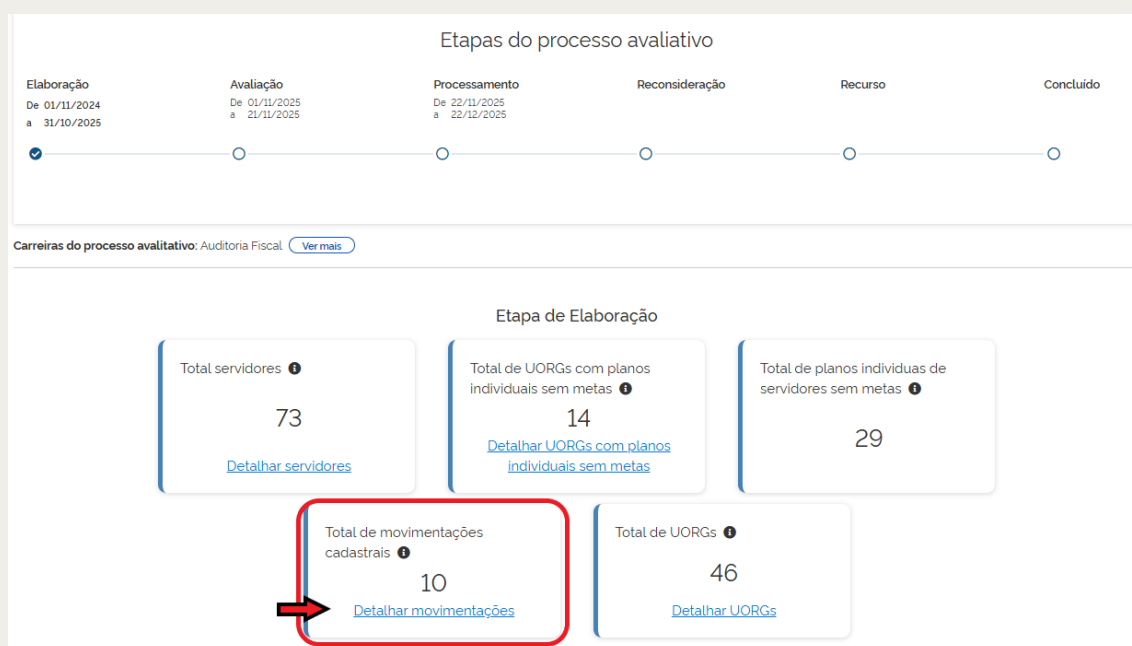 Etapas do processo avaliativo
Elaboração
De 01/11/2024
a 31/10/2025
Avaliação
De 01/11/2025
a 21/11/2025
Processamento
De 22/11/2025
a 22/12/2025
Reconsideração
Recurso
Concluído
Carreiras do processo avalitativo: Auditoria Fiscal Ver mais
Etapa de Elaboração
Total servidores
73
Detalhar servidores
Total de UORGs com planos
individuais sem metas
14
Detalhar UORGs com planos
individuais sem metas
Total de planos individuas de
servidores sem metas
29
Total de movimentações
cadastrais
10
Detalhar movimentações
Total de UORGs
46
Detalhar UORGs